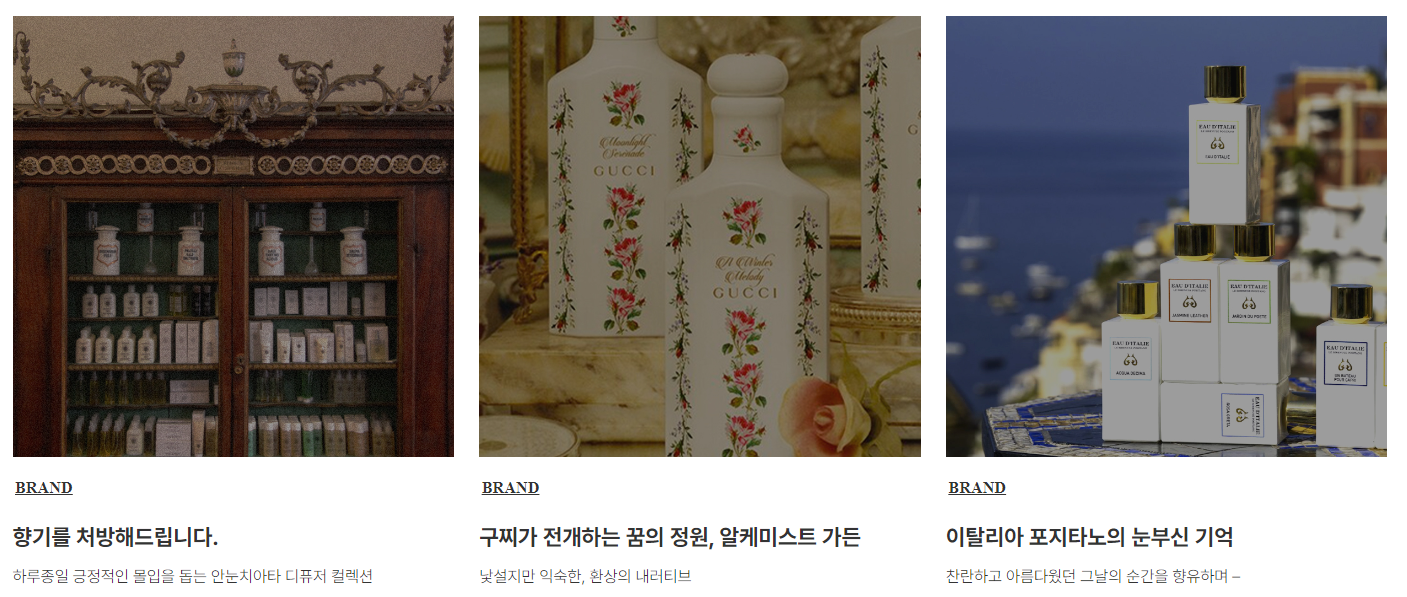 Moonlight
Serenade
GUCCI
A Winter
Melody
GUCCI
EAU D'ITALIE
EAU D'ITALIE
EAU D'ITALIE
JASMINE LEATHER
EAU D'ITALIE
JARDIN DU POETE
EAU D'ITALIE
ACQUA DECIMA
EAU D'ITALIE
UN BATEAU
POUR CAPRI
EAU D'ITALIE
BRAND
향기를 처방해드립니다.
하루종일 긍정적인 몰입을 돕는 안눈치아타 디퓨저 컬렉션
BRAND
구찌가 전개하는 꿈의 정원, 알케미스트 가든
낯설지만 익숙한, 환상의 내러티브
BRAND
이탈리아 포지타노의 눈부신 기억
찬란하고 아름다웠던 그날의 순간을 향유하며 –